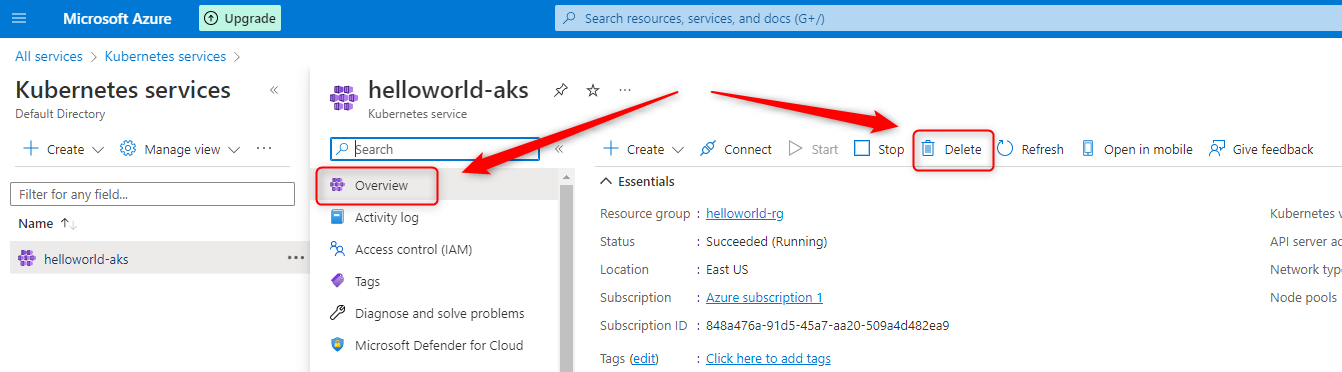 Microsoft Azure
Upgrade
Search resources, services, and docs (G+/)
All services
Kubernetes services
Kubernetes services
Default Directory
Create
Manage view
Filter for any field...
Name
helloworld-aks
helloworld-aks
Kubernetes service
Search
Overview
Activity log
Access control (IAM)
Tags
Diagnose and solve problems
Microsoft Defender for Cloud
Create
Connect
Start
Stop
Delete
Refresh
Open in mobile
Give feedback
Essentials
Resource group : helloworld-rg
Status : Succeeded (Running)
Location : East US
Subscription : Azure subscription 1
Subscription ID : 848a476a-91d5-45a7-aa20-509a4d482ea9
Tags (edit) : Click here to add tags
Kubernetes v
API server ac
Network type
Node pools